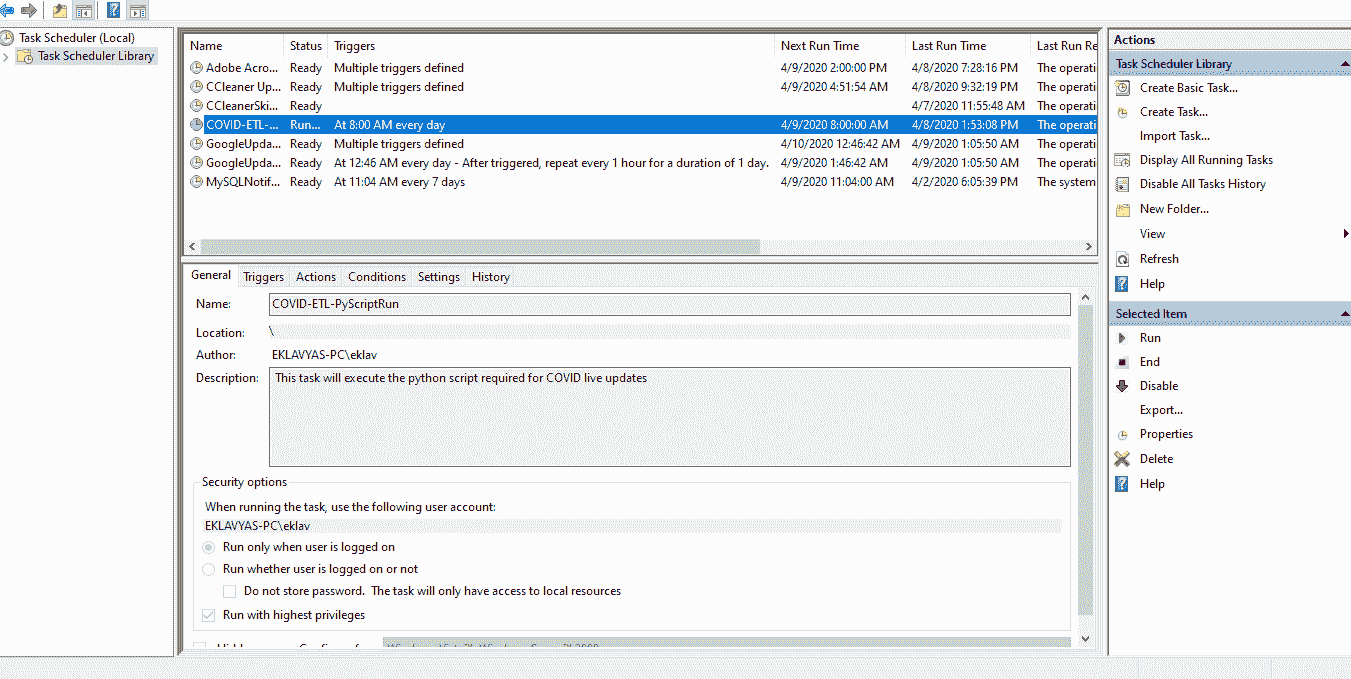 Task Scheduler (Local)
Task Scheduler Library
Name Status Triggers Next Run Time Last Run Time Last Run Re
Adobe Acro... Ready Multiple triggers defined 4/9/2020 2:00:00 PM 4/8/2020 7:28:16 PM The operati
CCleaner Up... Ready Multiple triggers defined 4/9/2020 4:51:54 AM 4/8/2020 9:32:19 PM The operati
CCleanerSki... Ready 4/7/2020 11:55:48 AM The operati
COVID-ETL-... Run... At 8:00 AM every day 4/9/2020 8:00:00 AM 4/8/2020 1:53:08 PM The operati
GoogleUpda... Ready Multiple triggers defined 4/10/2020 12:46:42 AM 4/9/2020 1:05:50 AM The operati
GoogleUpda... Ready At 12:46 AM every day - After triggered, repeat every 1 hour for a duration of 1 day. 4/9/2020 1:46:42 AM 4/9/2020 1:05:50 AM The operati
MySQLNotif... Ready At 11:04 AM every 7 days 4/9/2020 11:04:00 AM 4/2/2020 6:05:39 PM The system
General Triggers Actions Conditions Settings History
Name: COVID-ETL-PyScriptRun
Location: \
Author: EKLAVYAS-PC\eklav
Description: This task will execute the python script required for COVID live updates
Security options
When running the task, use the following user account:
EKLAVYAS-PC\eklav
Run only when user is logged on
Run whether user is logged on or not
Do not store password. The task will only have access to local resources
Run with highest privileges
Actions
Task Scheduler Library
Create Basic Task...
Create Task...
Import Task...
Display All Running Tasks
Disable All Tasks History
New Folder...
View
Refresh
Help
Selected Item
Run
End
Disable
Export...
Properties
Delete
Help